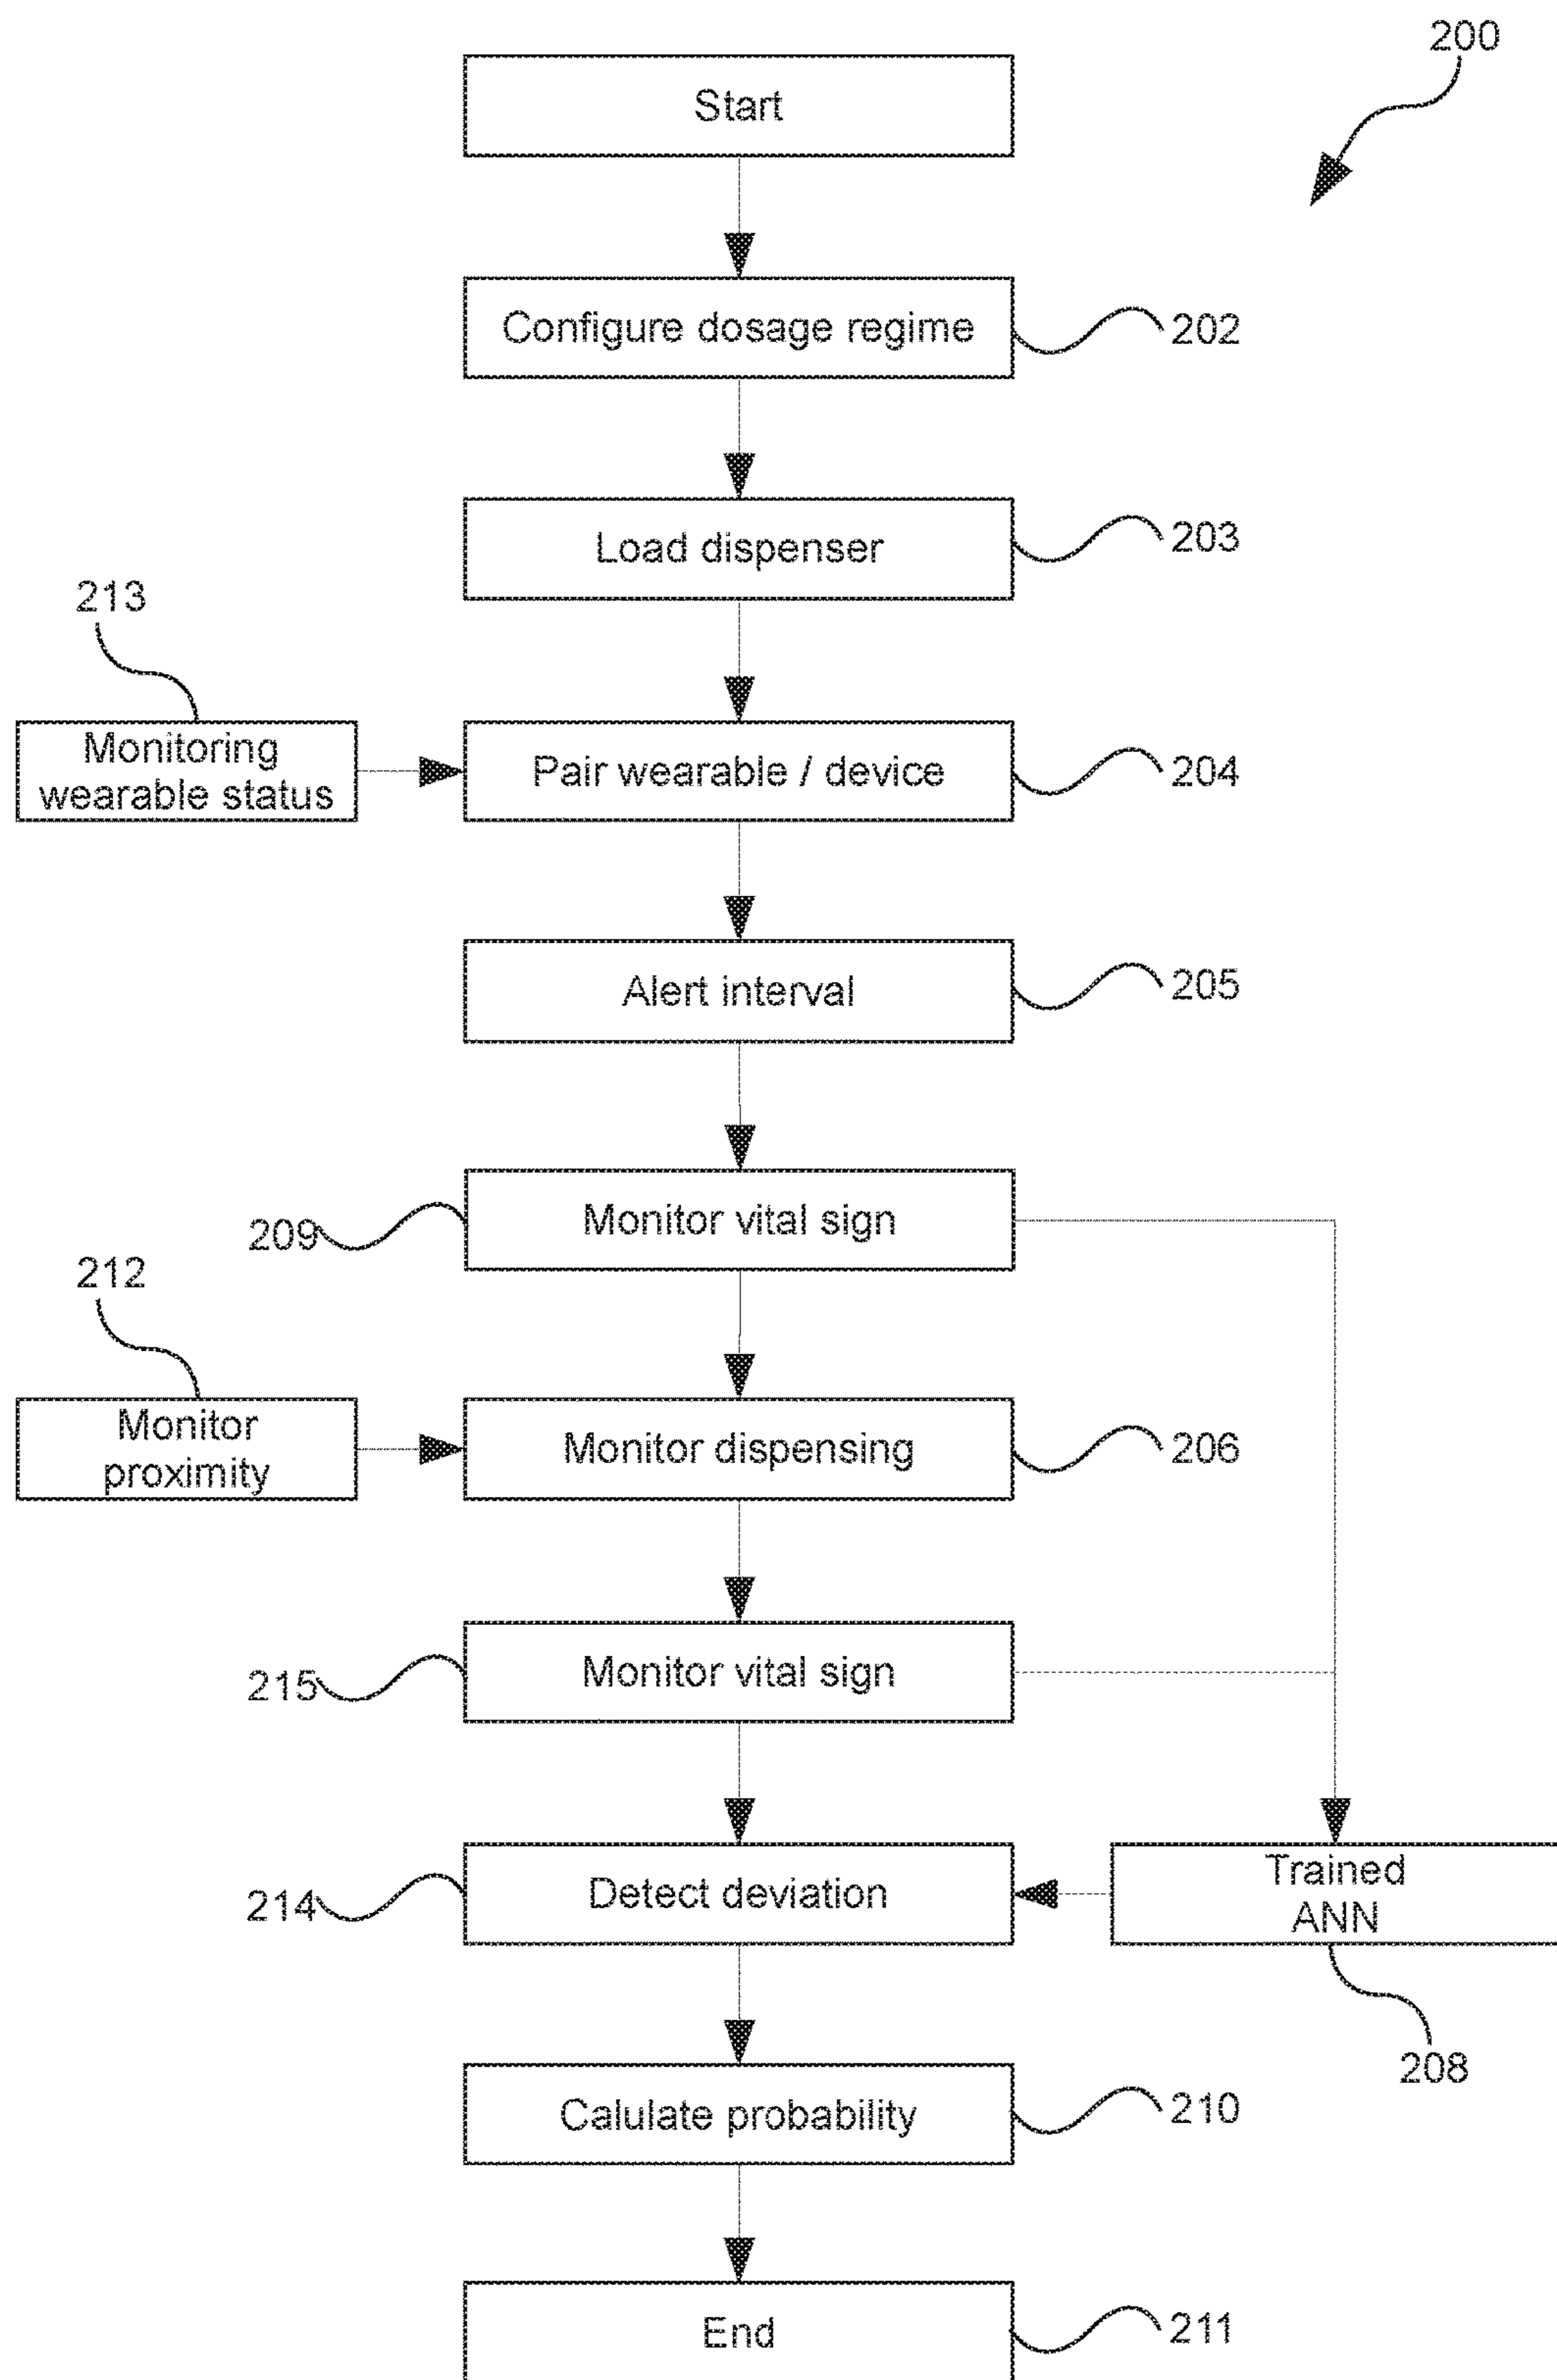 200
Start
Configure dosage regime
202
Load dispenser
203
213
Monitoring
wearable status
Pair wearable / device
204
Alert interval
205
Monitor vital sign
209
212
Monitor
proximity
Monitor dispensing
206
Monitor vital sign
215
Detect deviation
214
Trained
ANN
208
Calulate probability
210
End
211